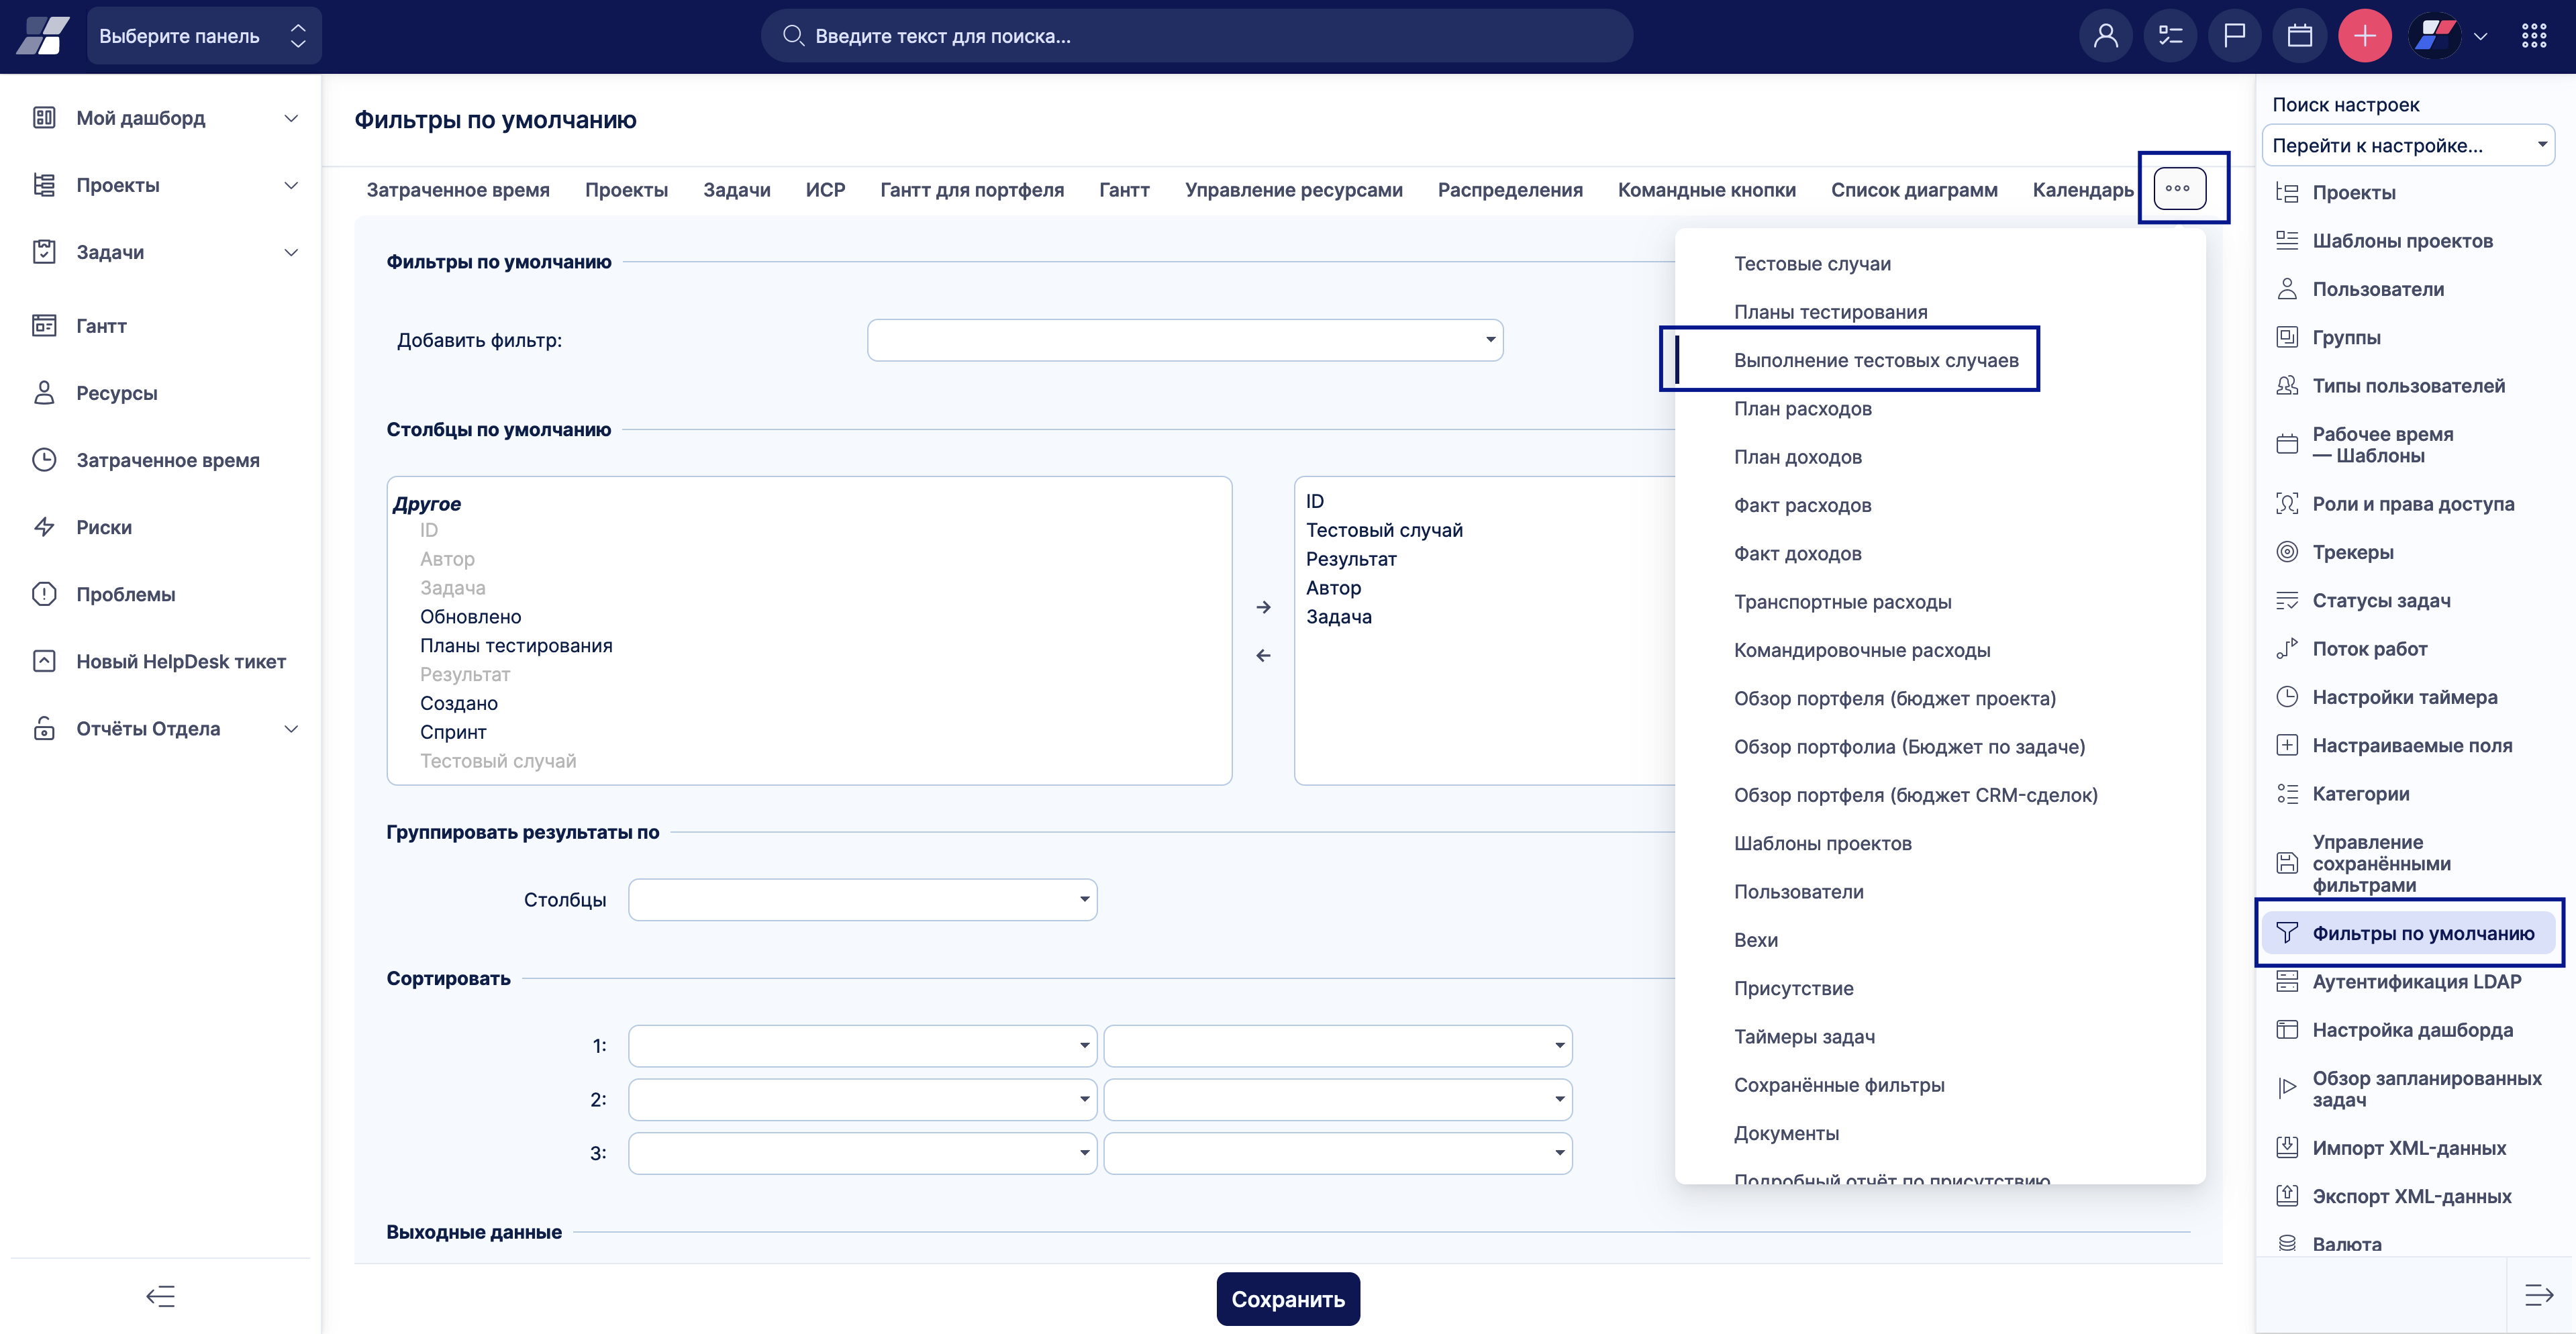 Выберите панель
Введите текст для поиска...
Мой дашборд
Проекты
Задачи
Гантт
Ресурсы
Затраченное время
Риски
Проблемы
Новый HelpDesk тикет
Отчёты Отдела
Фильтры по умолчанию
Затраченное время
Проекты
Задачи
ИСР
Гантт для портфеля
Гантт
Управление ресурсами
Распределения
Командные кнопки
Список диаграмм
Календарь
Фильтры по умолчанию
Добавить фильтр:
Столбцы по умолчанию
Другое
ID
Автор
Задача
Обновлено
Планы тестирования
Результат
Создано
Спринт
Тестовый случай
ID
Тестовый случай
Результат
Автор
Задача
Группировать результаты по
Столбцы
Сортировать
1:
2:
3:
Выходные данные
Сохранить
Тестовые случаи
Планы тестирования
Выполнение тестовых случаев
План расходов
План доходов
Факт расходов
Факт доходов
Транспортные расходы
Командировочные расходы
Обзор портфеля (бюджет проекта)
Обзор портфолиа (Бюджет по задаче)
Обзор портфеля (бюджет CRM-сделок)
Шаблоны проектов
Пользователи
Вехи
Присутствие
Таймеры задач
Сохранённые фильтры
Документы
Подробный отчёт по присутствию
Поиск настроек
Перейти к настройке...
Проекты
Шаблоны проектов
Пользователи
Группы
Типы пользователей
Рабочее время
— Шаблоны
Роли и права доступа
Трекеры
Статусы задач
Поток работ
Настройки таймера
Настраиваемые поля
Категории
Управление
сохранёнными
фильтрами
Фильтры по умолчанию
Аутентификация LDAP
Настройка дашборда
Обзор запланированных
задач
Импорт XML-данных
Экспорт XML-данных
Валюта